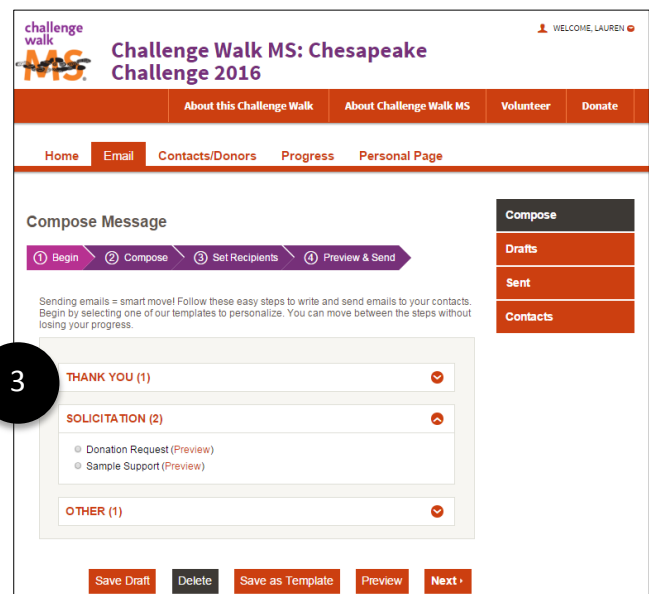 challenge
walk
MS
WELCOME, LAUREN
Challenge Walk MS: Chesapeake
Challenge 2016
About this Challenge Walk About Challenge Walk MS Volunteer Donate
Home Email Contacts/Donors Progress Personal Page
Compose Message
1 Begin 2 Compose 3 Set Recipients 4 Preview & Send
Sending emails = smart move! Follow these easy steps to write and send emails to your contacts.
Begin by selecting one of our templates to personalize. You can move between the steps without
losing your progress.
Compose
Drafts
Sent
Contacts
3
THANK YOU (1)
SOLICITATION (2)
Donation Request (Preview)
Sample Support (Preview)
OTHER (1)
Save Draft Delete Save as Template Preview Next ›